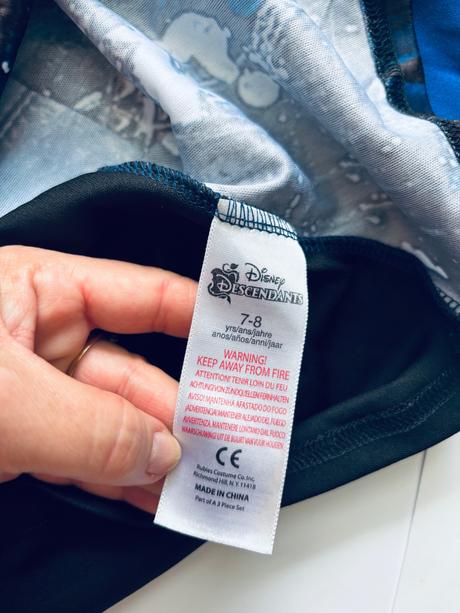 Disney
DESCENDANTS
7-8
yrs/ans/jahre
anos/años/anni/jaar
WARNING!
KEEP AWAY FROM FIRE
ATTENTION! TENIR LOIN DU FEU
ACHTUNG! VON ZÜNDQUELLEN FERNHALTEN
AVISO! MANTENHA AFASTADO DO FOGO
¡ADVERTENCIA! MANTENER ALEJADO DEL FUEGO
AVVERTENZA. MANTENERE LONTANO DAL FUOCO
WAARSCHUWING! UIT DE BUURT VAN VUUR HOUDEN
CE
Rubies Costume Co. Inc.
Richmond Hill, N.Y. 11418
MADE IN CHINA
Part of A 3 Piece Set